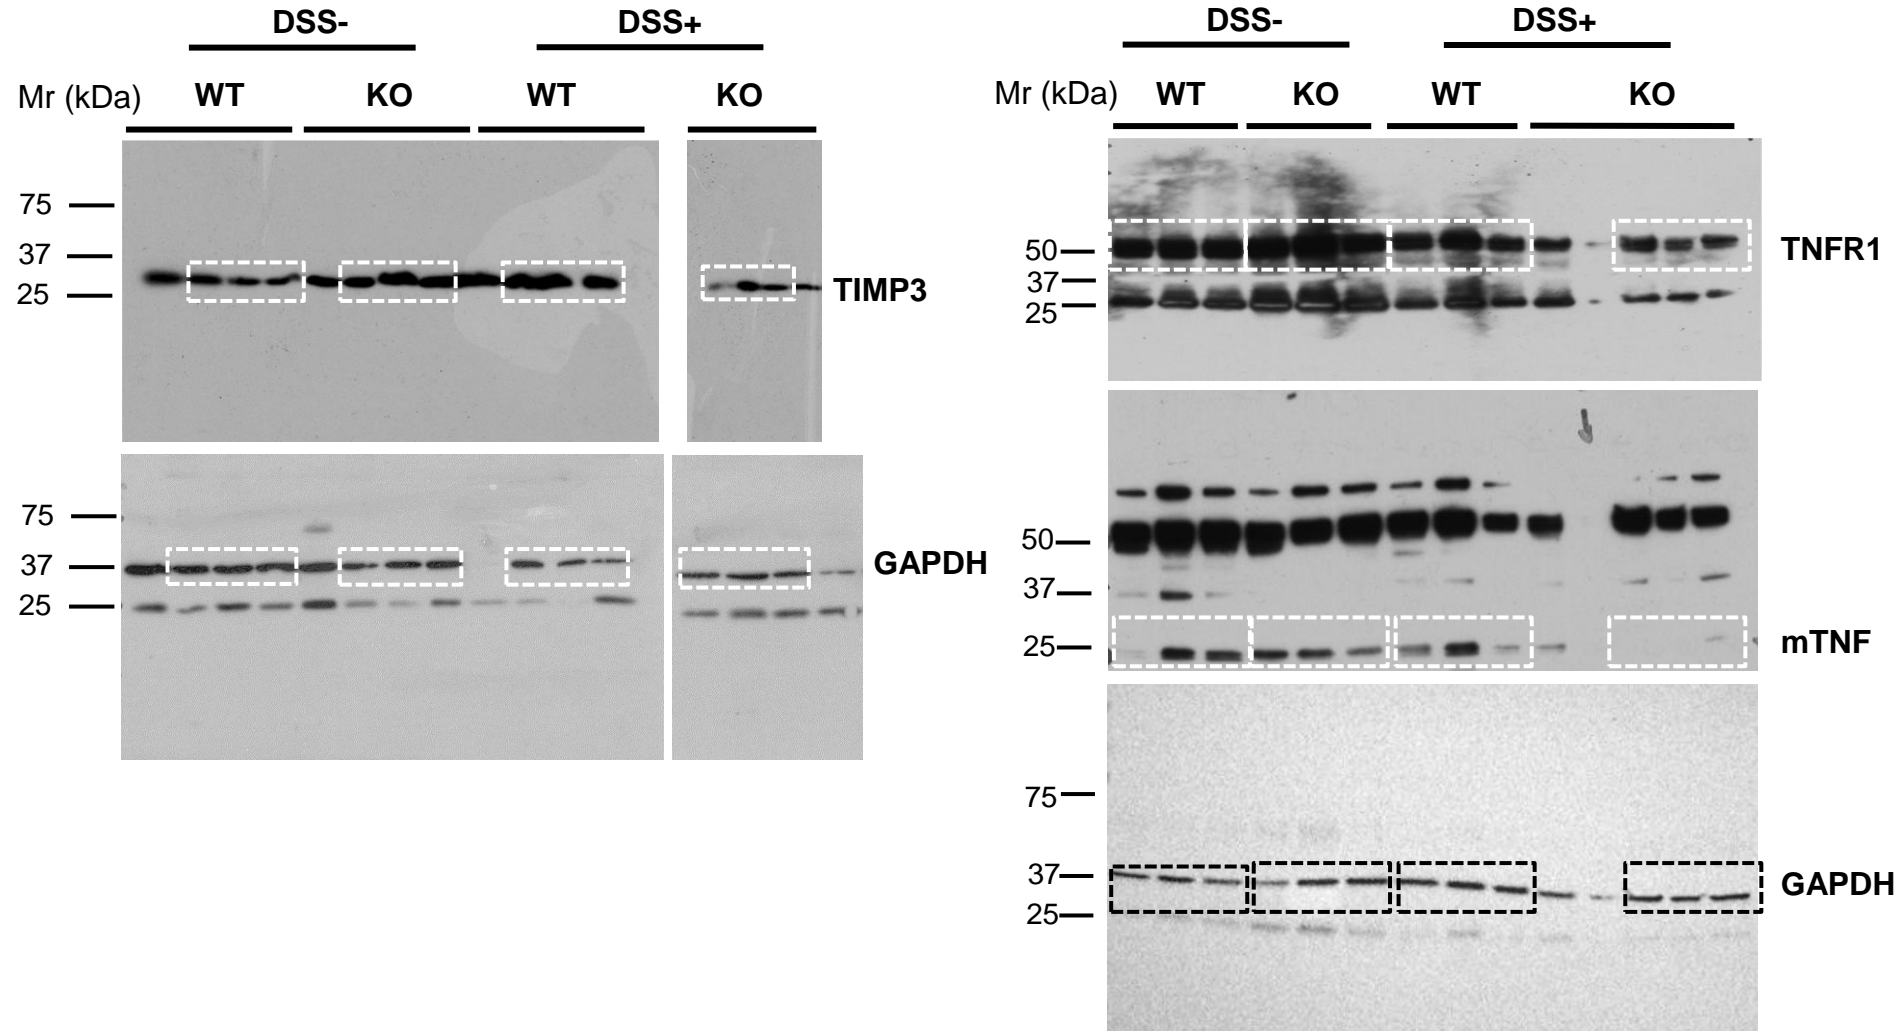 DSS- DSS+
Mr (kDa) WT KO WT KO
75
37
25
TIMP3
75
37
25
GAPDH
DSS- DSS+
Mr (kDa) WT KO WT KO
50
37
25
TNFR1
50
37
25
mTNF
75
37
25
GAPDH